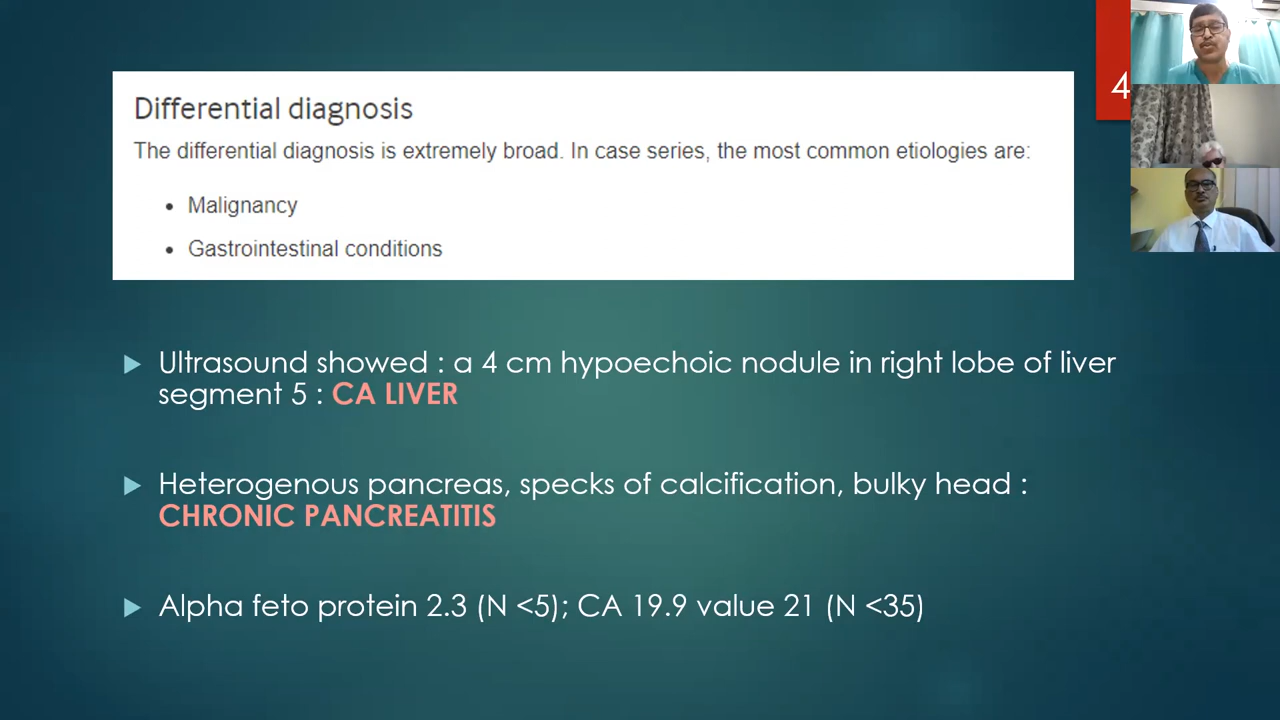 4
Differential diagnosis
The differential diagnosis is extremely broad. In case series, the most common etiologies are:
• Malignancy
• Gastrointestinal conditions
Ultrasound showed : a 4 cm hypoechoic nodule in right lobe of liver
segment 5 : CA LIVER
Heterogenous pancreas, specks of calcification, bulky head :
CHRONIC PANCREATITIS
Alpha feto protein 2.3 (N <5); CA 19.9 value 21 (N <35)